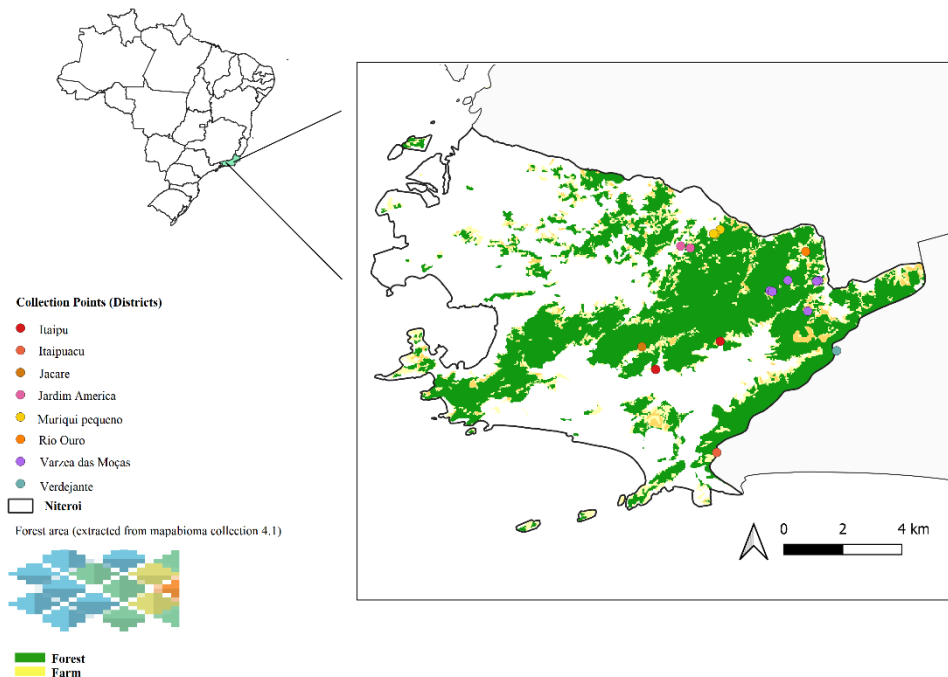 Collection Points (Districts)
Itaipu
Itaipuacu
Jacare
Jardim America
Muriqui pequeno
Rio Ouro
Varzea das Moças
Verdejante
Niteroi
Forest area (extracted from mapabioma collection 4.1)
Forest
Farm
0 2 4 km